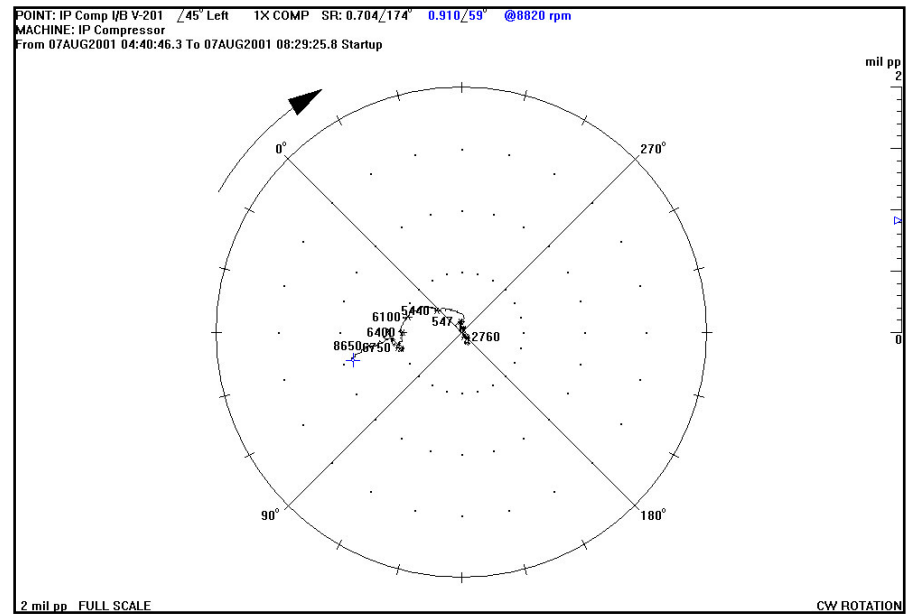 POINT: IP Comp I/B V-201 ∠45° Left 1X COMP SR: 0.704∠174° 0.910∠59° @8820 rpm
MACHINE: IP Compressor
From 07AUG2001 04:40:46.3 To 07AUG2001 08:29:25.8 Startup
mil pp
2
0° 270°
5440
6100 547
6400 2760
8650 6750
0
90° 180°
2 mil pp FULL SCALE CW ROTATION